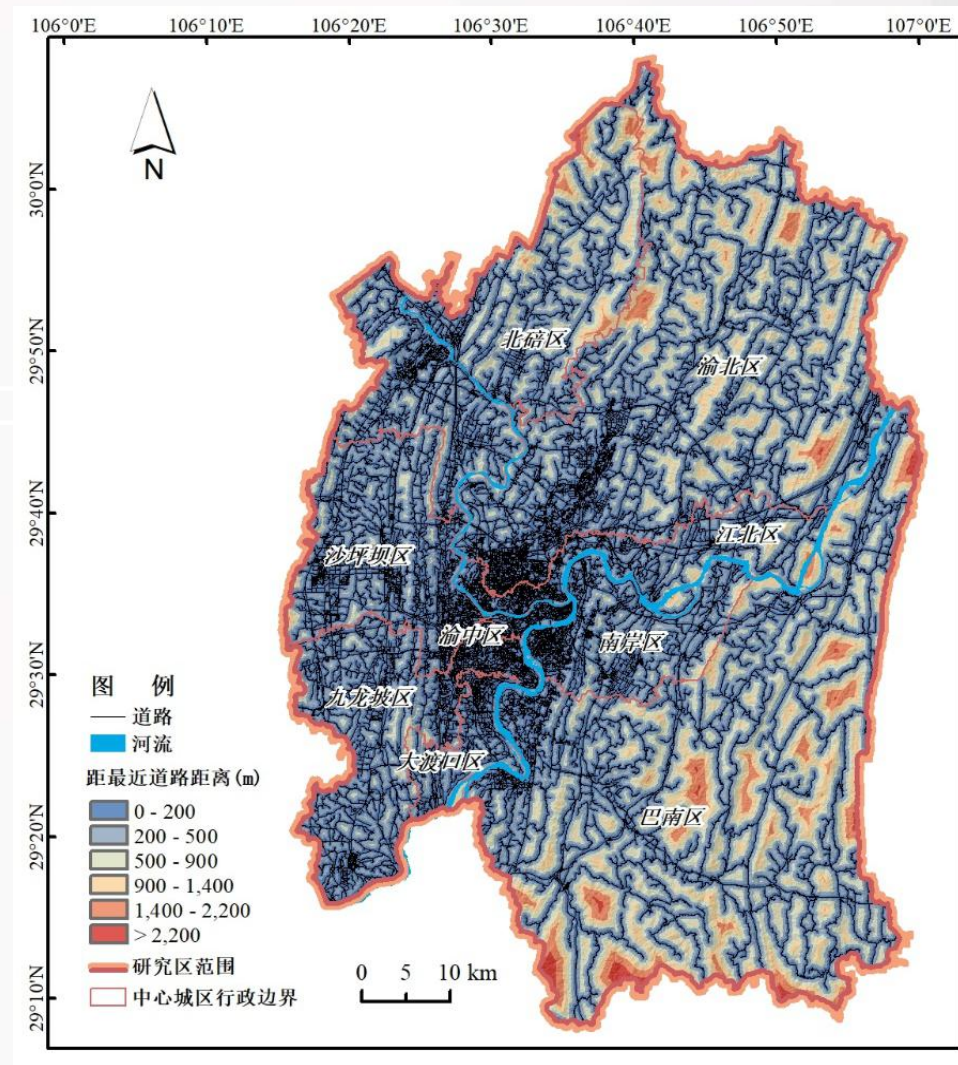 106°0'E 106°10'E 106°20'E 106°30'E 106°40'E 106°50'E 107°0'E
N
30°0'N
29°50'N
29°40'N
29°30'N
29°20'N
29°10'N
北碚区
渝北区
江北区
沙坪坝区
渝中区
南岸区
九龙坡区
大渡口区
巴南区
图 例
道路
河流
距最近道路距离(m)
0 - 200
200 - 500
500 - 900
900 - 1,400
1,400 - 2,200
> 2,200
研究区范围
中心城区行政边界
0 5 10 km